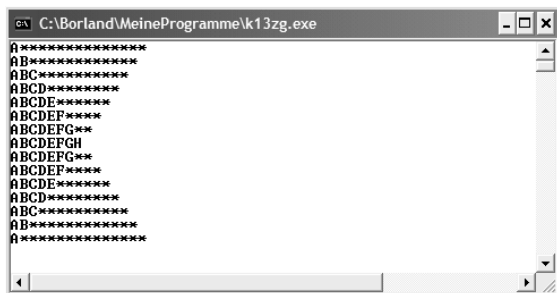 C:\Borland\MeineProgramme\k13zg.exe
A**************
AB************
ABC**********
ABCD********
ABCDE******
ABCDEF****
ABCDEFG**
ABCDEFGH
ABCDEFG**
ABCDEF****
ABCDE******
ABCD********
ABC**********
AB************
A**************